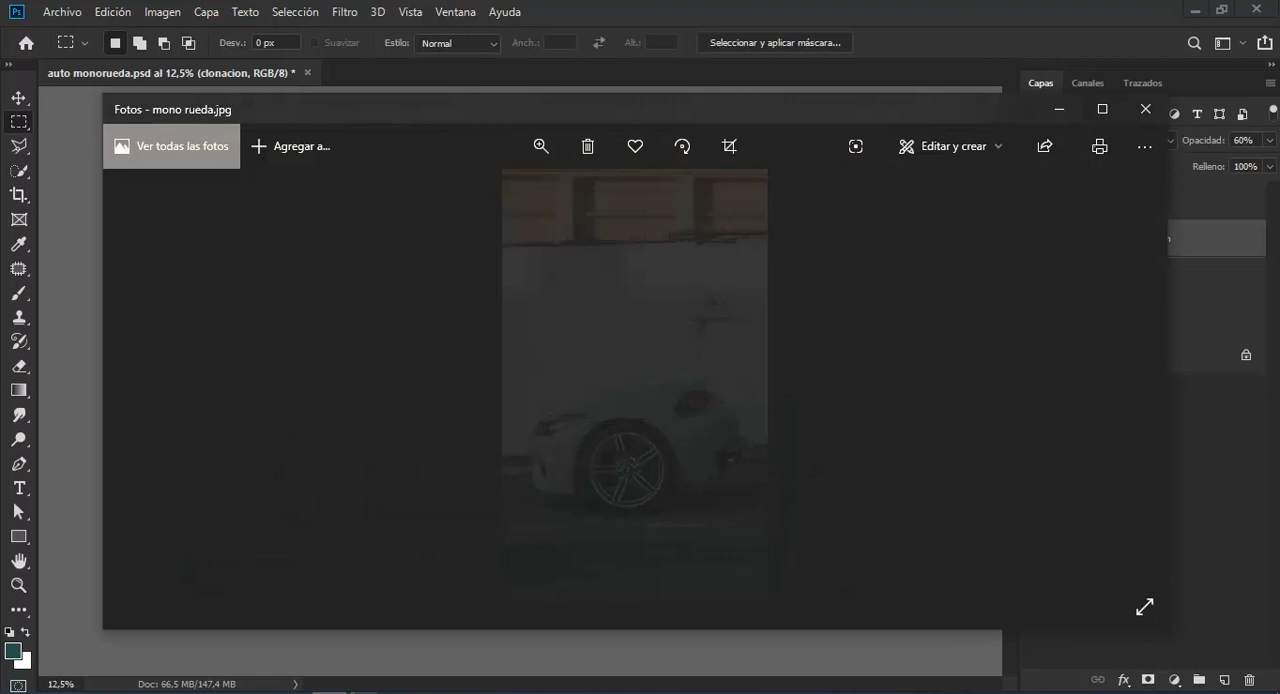 Ps Archivo Edición Imagen Capa Texto Selección Filtro 3D Vista Ventana Ayuda
Desv.: 0 px Suavizar Estilo: Normal Anch.: Alt.: Seleccionar y aplicar máscara...
auto monorueda.psd al 12,5% (clonacion, RGB/8) *
Capas Canales Trazados
Fotos - mono rueda.jpg
Ver todas las fotos Agregar a... Editar y crear
Opacidad: 60%
Relleno: 100%
12,5% Doc: 66,5 MB/147,4 MB